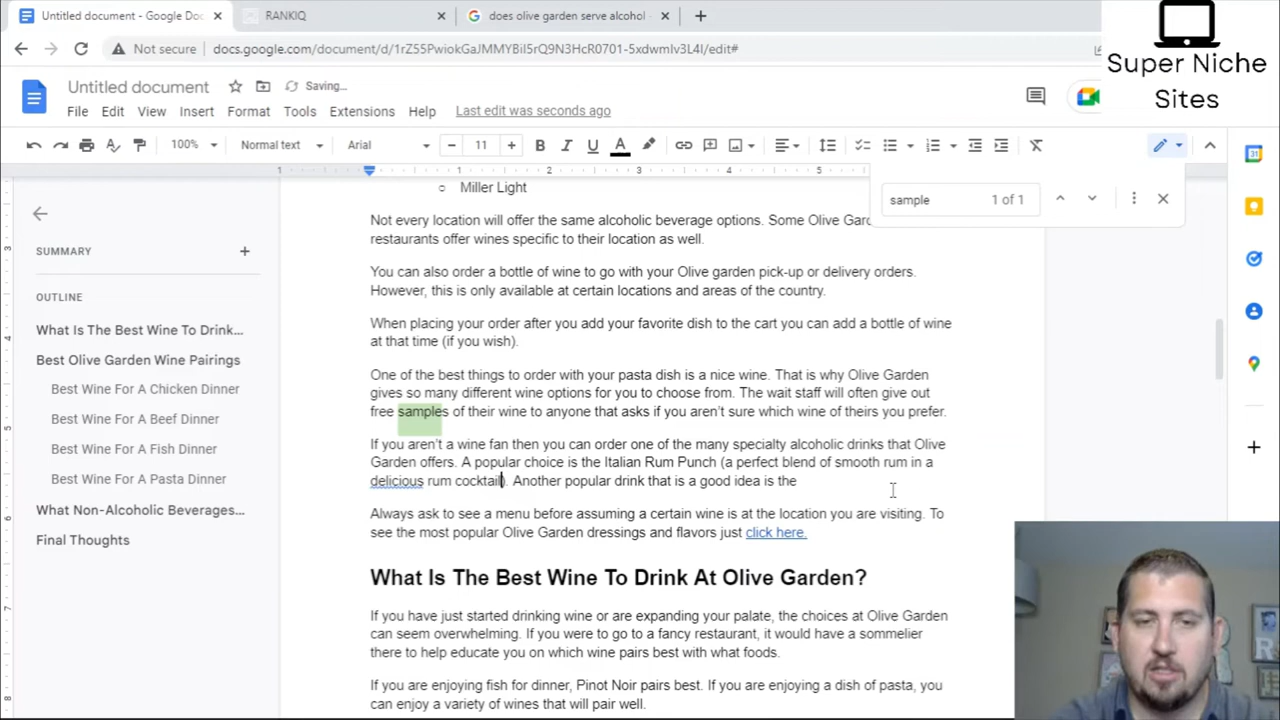 Untitled document - Google Doc
RANKIQ
does olive garden serve alcohol -
Not secure
docs.google.com/document/d/1rZ55PwiokGaJMMYBiI5rQ9N3HcR0701-5xdwmIv3L4I/edit#
Super Niche
Sites
Untitled document
Saving...
File Edit View Insert Format Tools Extensions Help
Last edit was seconds ago
100% Normal text Arial 11
sample 1 of 1
1 1 2 3 4 5
SUMMARY
OUTLINE
What Is The Best Wine To Drink...
Best Olive Garden Wine Pairings
Best Wine For A Chicken Dinner
Best Wine For A Beef Dinner
Best Wine For A Fish Dinner
Best Wine For A Pasta Dinner
What Non-Alcoholic Beverages...
Final Thoughts
3
4
5
6
7
8
Miller Light
Not every location will offer the same alcoholic beverage options. Some Olive Gar
restaurants offer wines specific to their location as well.
You can also order a bottle of wine to go with your Olive garden pick-up or delivery orders.
However, this is only available at certain locations and areas of the country.
When placing your order after you add your favorite dish to the cart you can add a bottle of wine
at that time (if you wish).
One of the best things to order with your pasta dish is a nice wine. That is why Olive Garden
gives so many different wine options for you to choose from. The wait staff will often give out
free samples of their wine to anyone that asks if you aren't sure which wine of theirs you prefer.
If you aren't a wine fan then you can order one of the many specialty alcoholic drinks that Olive
Garden offers. A popular choice is the Italian Rum Punch (a perfect blend of smooth rum in a
delicious rum cocktail). Another popular drink that is a good idea is the
Always ask to see a menu before assuming a certain wine is at the location you are visiting. To
see the most popular Olive Garden dressings and flavors just click here.
What Is The Best Wine To Drink At Olive Garden?
If you have just started drinking wine or are expanding your palate, the choices at Olive Garden
can seem overwhelming. If you were to go to a fancy restaurant, it would have a sommelier
there to help educate you on which wine pairs best with what foods.
If you are enjoying fish for dinner, Pinot Noir pairs best. If you are enjoying a dish of pasta, you
can enjoy a variety of wines that will pair well.